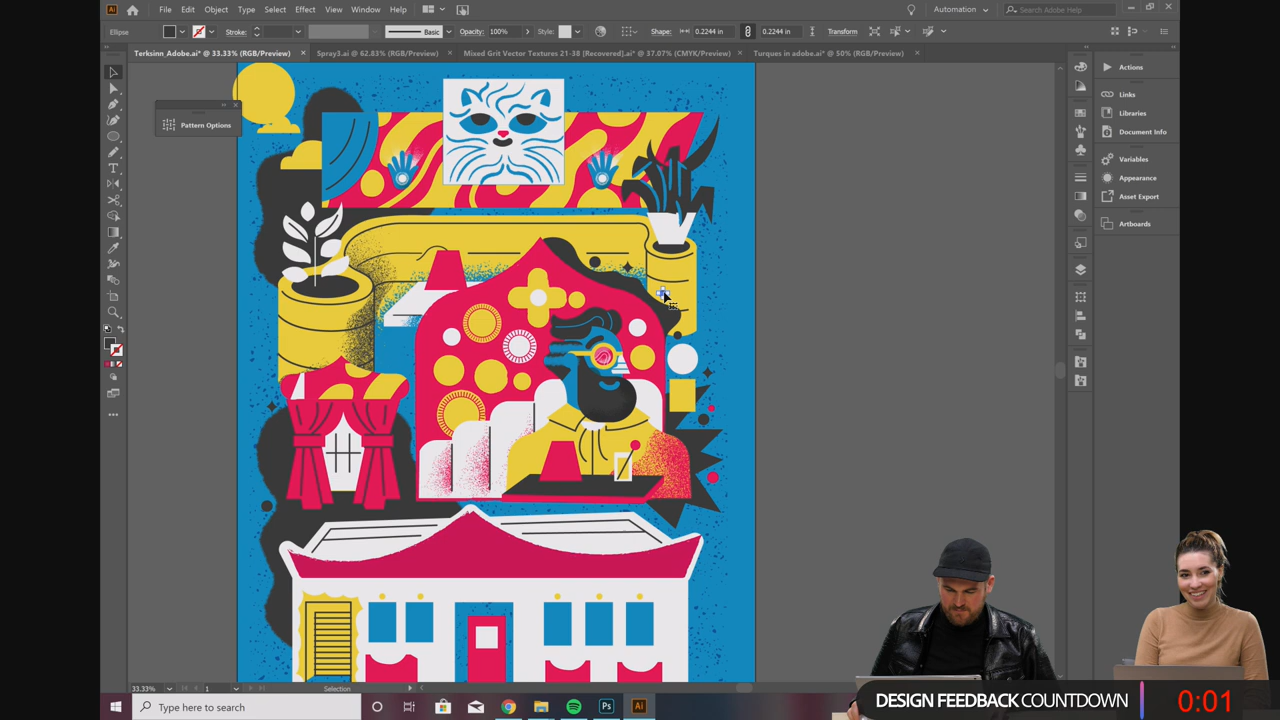 File Edit Object Type Select Effect View Window Help Automation Search Adobe Help
Ellipse Stroke: Basic Opacity: 100% Style: Shape: 0.2244 in 0.2244 in Transform
Terksinn_Adobe.ai* @ 33.33% (RGB/Preview) Spray3.ai @ 62.83% (RGB/Preview) Mixed Grit Vector Textures 21-38 [Recovered].ai* @ 37.07% (CMYK/Preview) Turques in adobe.ai* @ 50% (RGB/Preview)
Actions
Links
Libraries
Document Info
Variables
Appearance
Asset Export
Artboards
Pattern Options
33.33% 1 Selection
Type here to search
Ps
Ai
DESIGN FEEDBACK COUNTDOWN 0:01